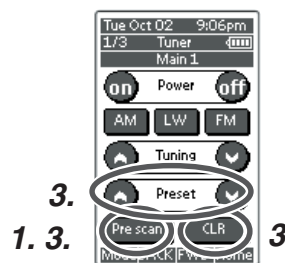 Tue Oct 02 9:06pm
1/3 Tuner
Main 1
on Power off
AM LW FM
Tuning
3. Preset
1. 3. Pre scan CLR 3